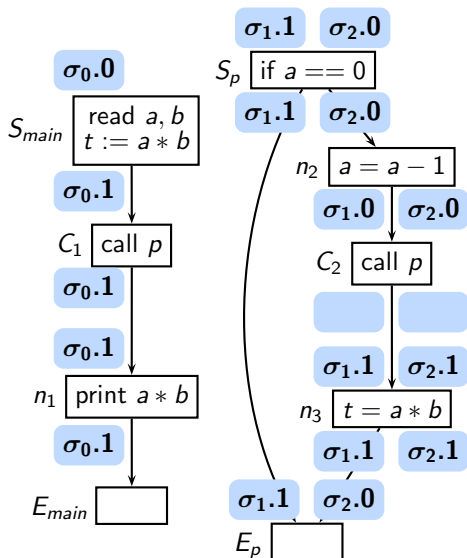 σ₀.0
S_main
read a, b
t := a ∗ b
σ₀.1
C₁
call p
σ₀.1
σ₀.1
n₁
print a ∗ b
σ₀.1
E_main
σ₁.1 σ₂.0
S_p
if a == 0
σ₁.1 σ₂.0
n₂
a = a − 1
σ₁.0 σ₂.0
C₂
call p
σ₁.1 σ₂.1
n₃
t = a ∗ b
σ₁.1 σ₂.1
σ₁.1 σ₂.0
E_p